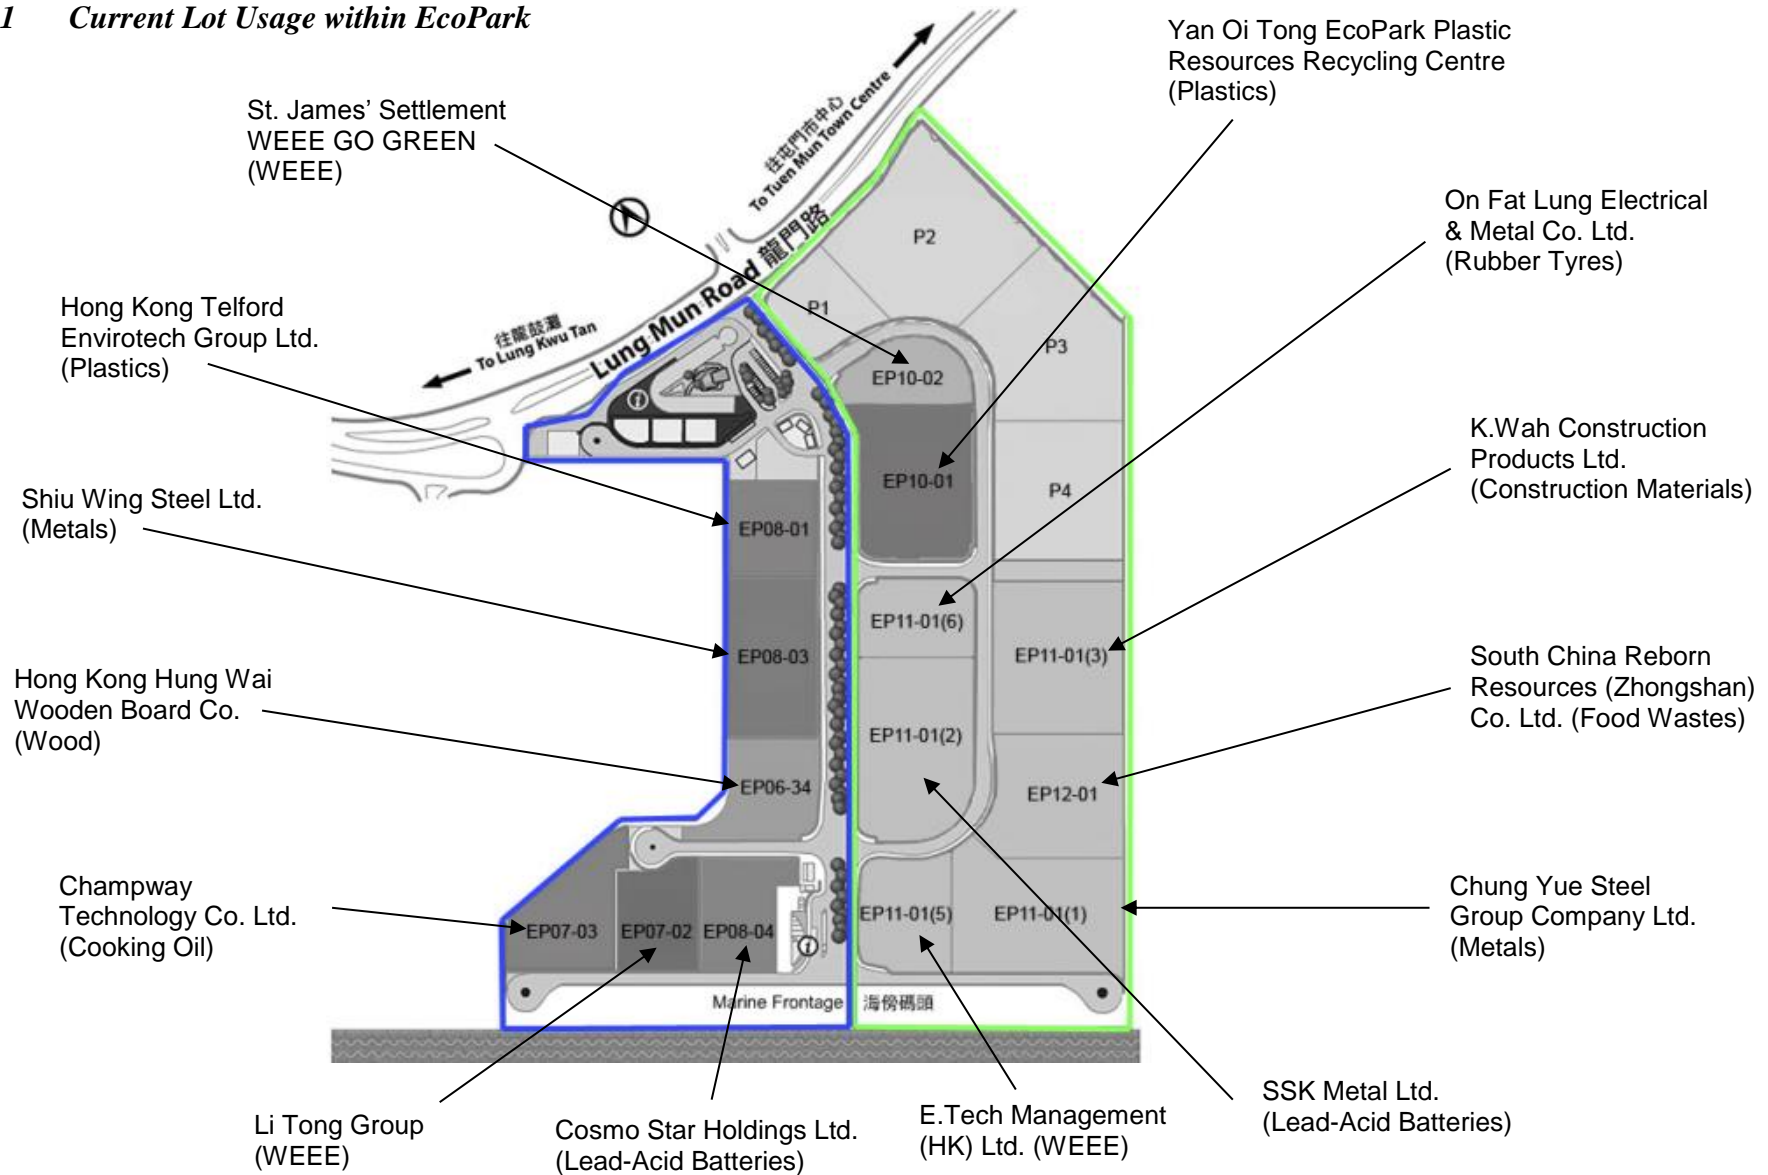 1 Current Lot Usage within EcoPark
Yan Oi Tong EcoPark Plastic
Resources Recycling Centre
(Plastics)
St. James’ Settlement
WEEE GO GREEN
(WEEE)
往屯門市中心
To Tuen Mun Town Centre
On Fat Lung Electrical
& Metal Co. Ltd.
(Rubber Tyres)
Lung Mun Road 龍門路
往龍鼓灘
To Lung Kwu Tan
Hong Kong Telford
Envirotech Group Ltd.
(Plastics)
P2
P1
P3
EP10-02
K.Wah Construction
Products Ltd.
(Construction Materials)
i
EP10-01
P4
Shiu Wing Steel Ltd.
(Metals)
EP08-01
EP11-01(6)
EP08-03
EP11-01(3)
South China Reborn
Resources (Zhongshan)
Co. Ltd. (Food Wastes)
Hong Kong Hung Wai
Wooden Board Co.
(Wood)
EP11-01(2)
EP06-34
EP12-01
Champway
Technology Co. Ltd.
(Cooking Oil)
Chung Yue Steel
Group Company Ltd.
(Metals)
EP07-03
EP07-02
EP08-04
i
EP11-01(5)
EP11-01(1)
Marine Frontage 海傍碼頭
Li Tong Group
(WEEE)
Cosmo Star Holdings Ltd.
(Lead-Acid Batteries)
E.Tech Management
(HK) Ltd. (WEEE)
SSK Metal Ltd.
(Lead-Acid Batteries)